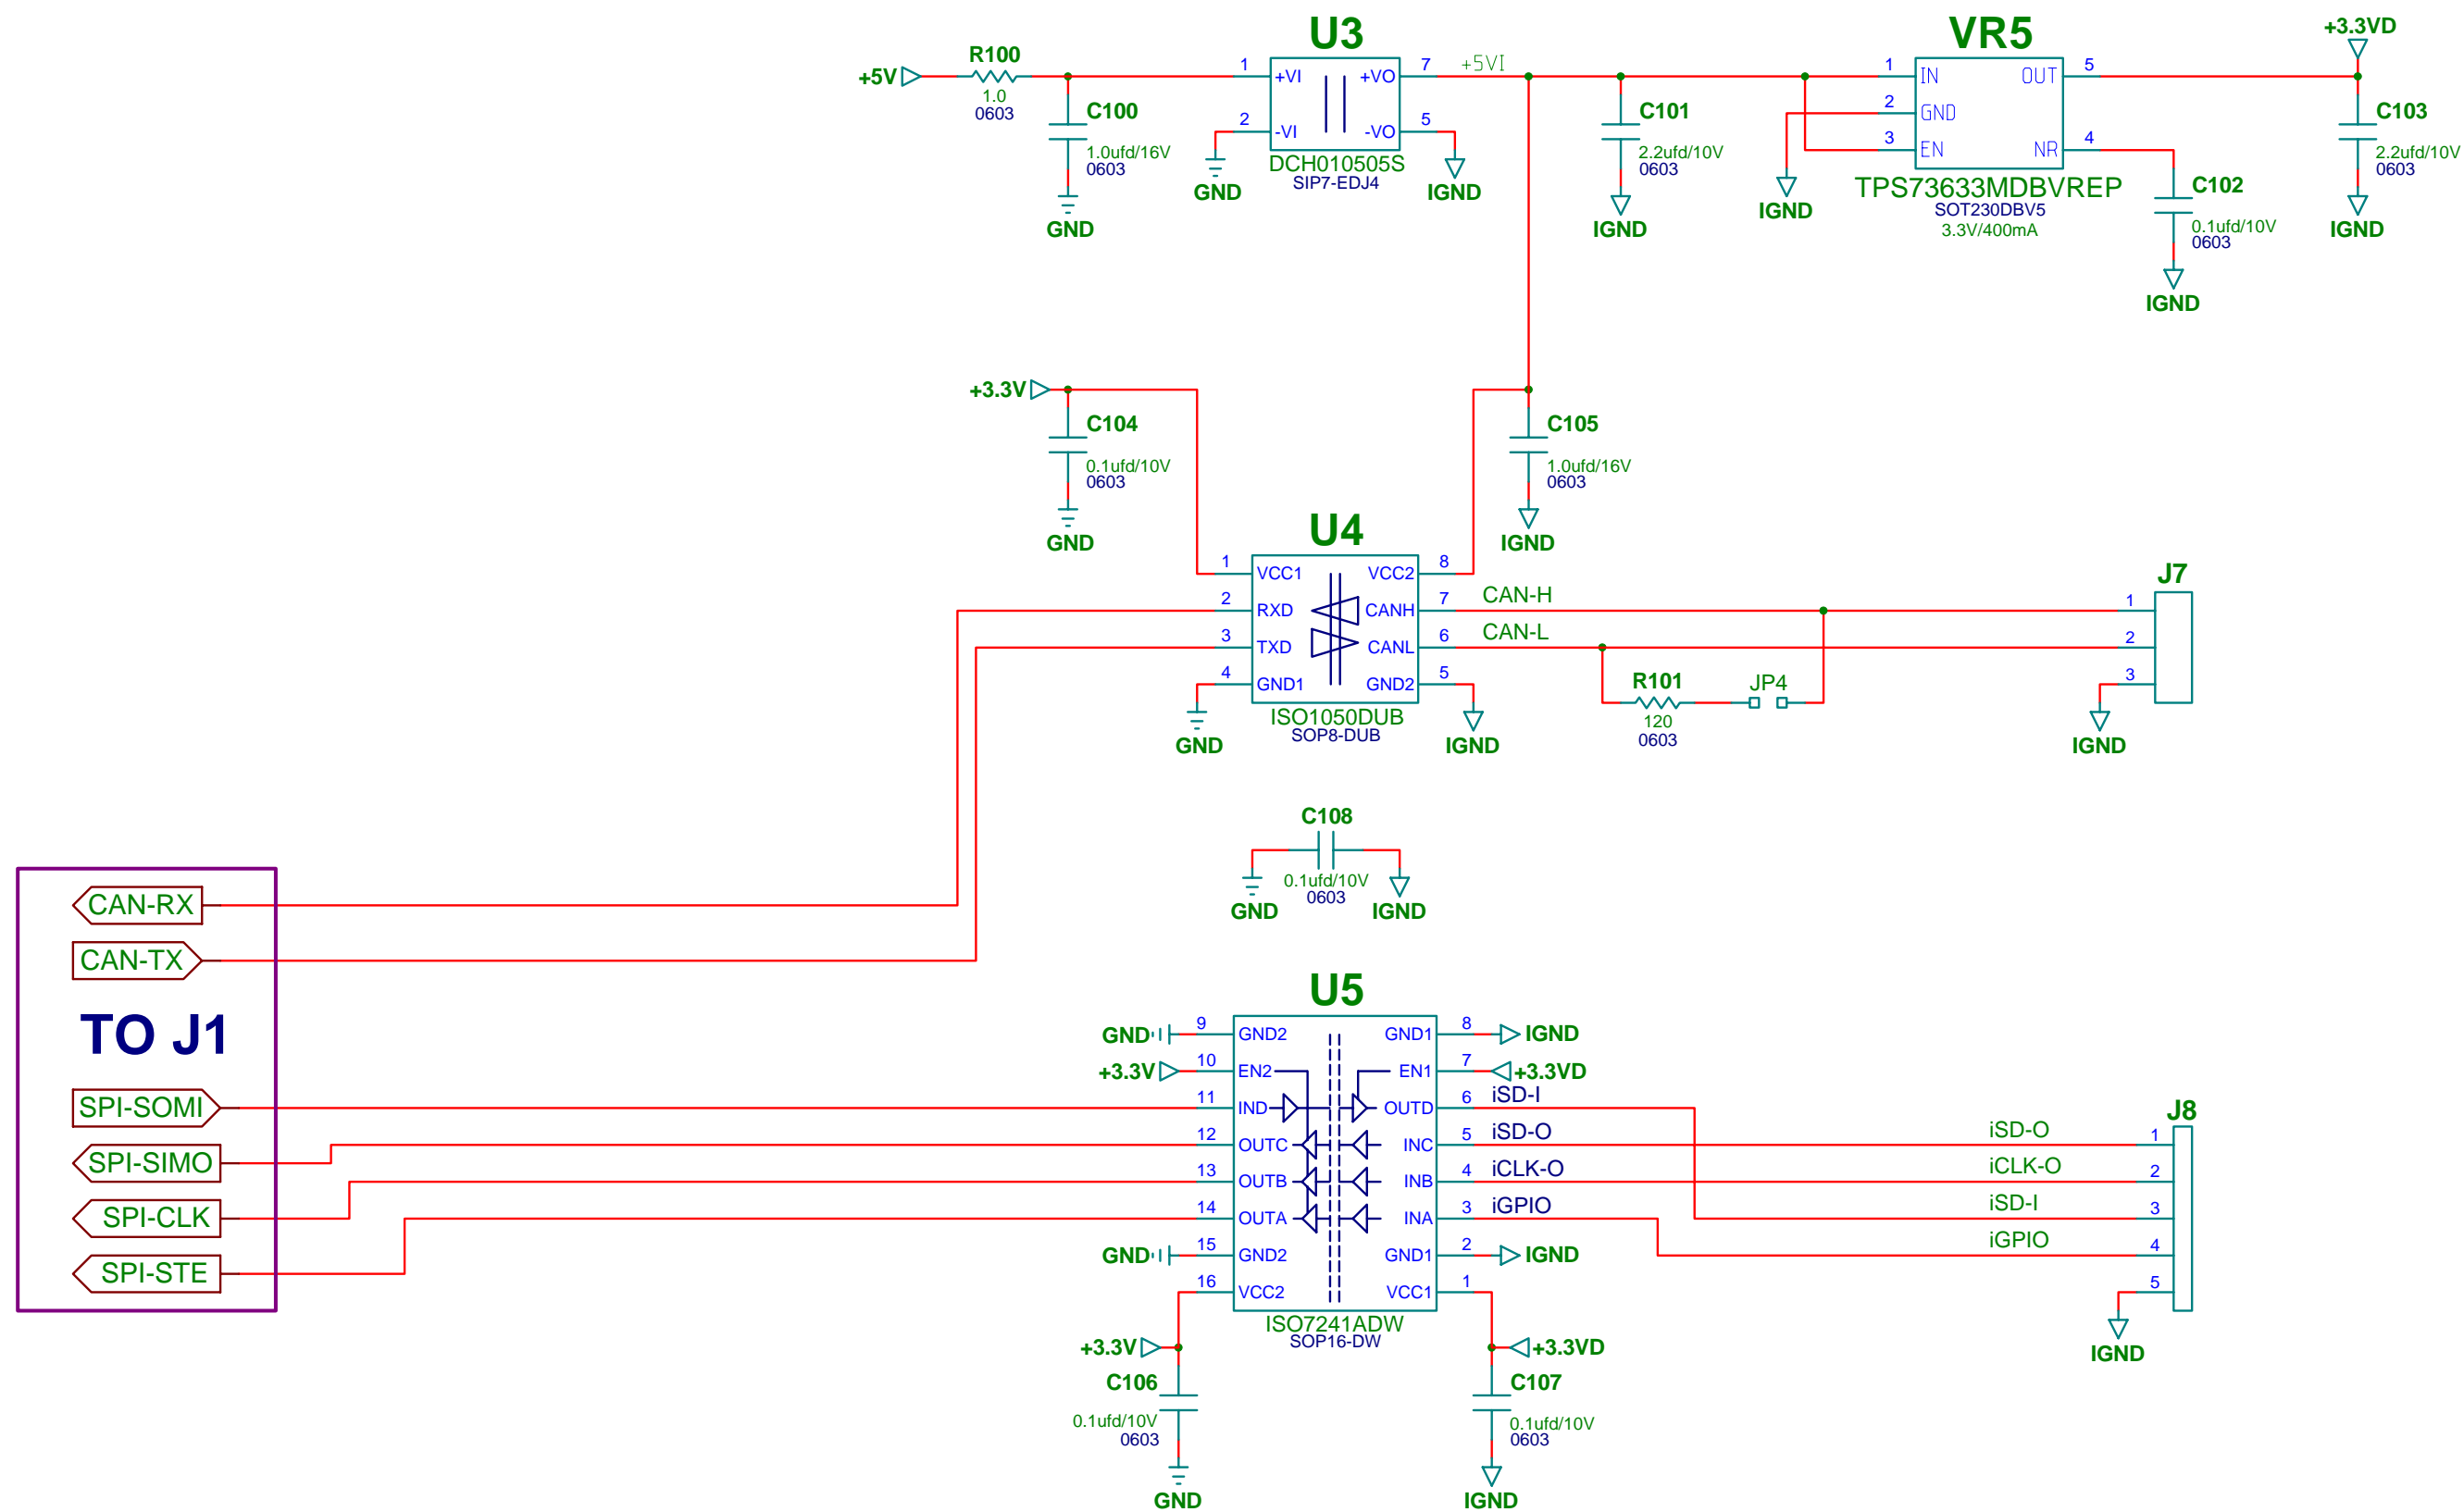 U3
VR5
+3.3VD
R100
+5V
1.0
0603
1
+VI
+VO
7
+5VI
2
-VI
-VO
5
DCH010505S
SIP7-EDJ4
GND
IGND
C100
1.0ufd/16V
0603
GND
C101
2.2ufd/10V
0603
IGND
1
IN
OUT
5
2
GND
3
EN
NR
4
TPS73633MDBVREP
SOT230DBV5
3.3V/400mA
IGND
C102
0.1ufd/10V
0603
IGND
C103
2.2ufd/10V
0603
IGND
+3.3V
C104
0.1ufd/10V
0603
GND
C105
1.0ufd/16V
0603
IGND
U4
1
VCC1
VCC2
8
2
RXD
CANH
7
CAN-H
3
TXD
CANL
6
CAN-L
4
GND1
GND2
5
ISO1050DUB
SOP8-DUB
GND
IGND
R101
120
0603
JP4
J7
1
2
3
IGND
C108
0.1ufd/10V
0603
GND
IGND
CAN-RX
CAN-TX
TO J1
SPI-SOMI
SPI-SIMO
SPI-CLK
SPI-STE
U5
GND
9
GND2
GND1
8
IGND
+3.3V
10
EN2
EN1
7
+3.3VD
11
IND
OUTD
6
iSD-I
12
OUTC
INC
5
iSD-O
13
OUTB
INB
4
iCLK-O
14
OUTA
INA
3
iGPIO
GND
15
GND2
GND1
2
IGND
16
VCC2
VCC1
1
ISO7241ADW
SOP16-DW
+3.3V
+3.3VD
C106
0.1ufd/10V
0603
GND
C107
0.1ufd/10V
0603
IGND
J8
iSD-O
1
iCLK-O
2
iSD-I
3
iGPIO
4
5
IGND